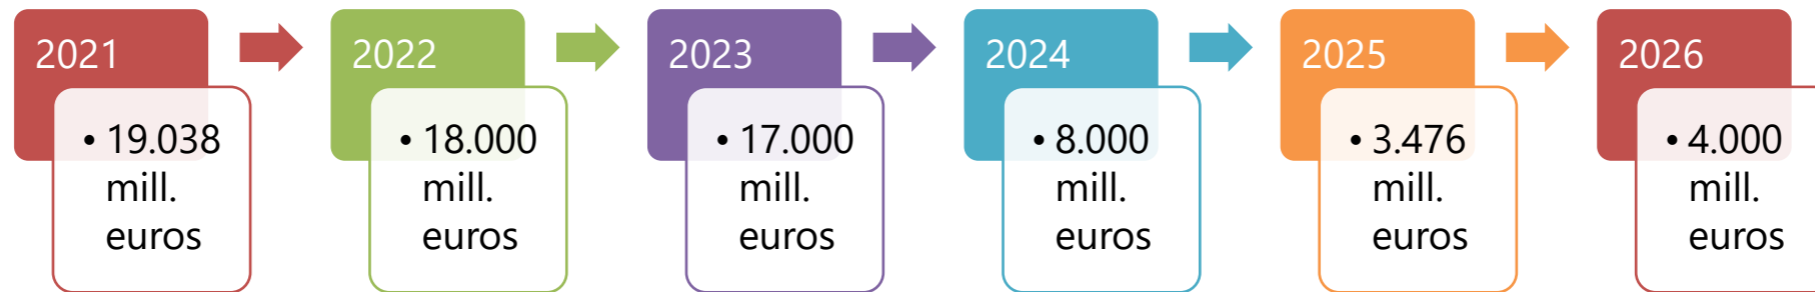 2021
• 19.038
mill.
euros
2022
• 18.000
mill.
euros
2023
• 17.000
mill.
euros
2024
• 8.000
mill.
euros
2025
• 3.476
mill.
euros
2026
• 4.000
mill.
euros